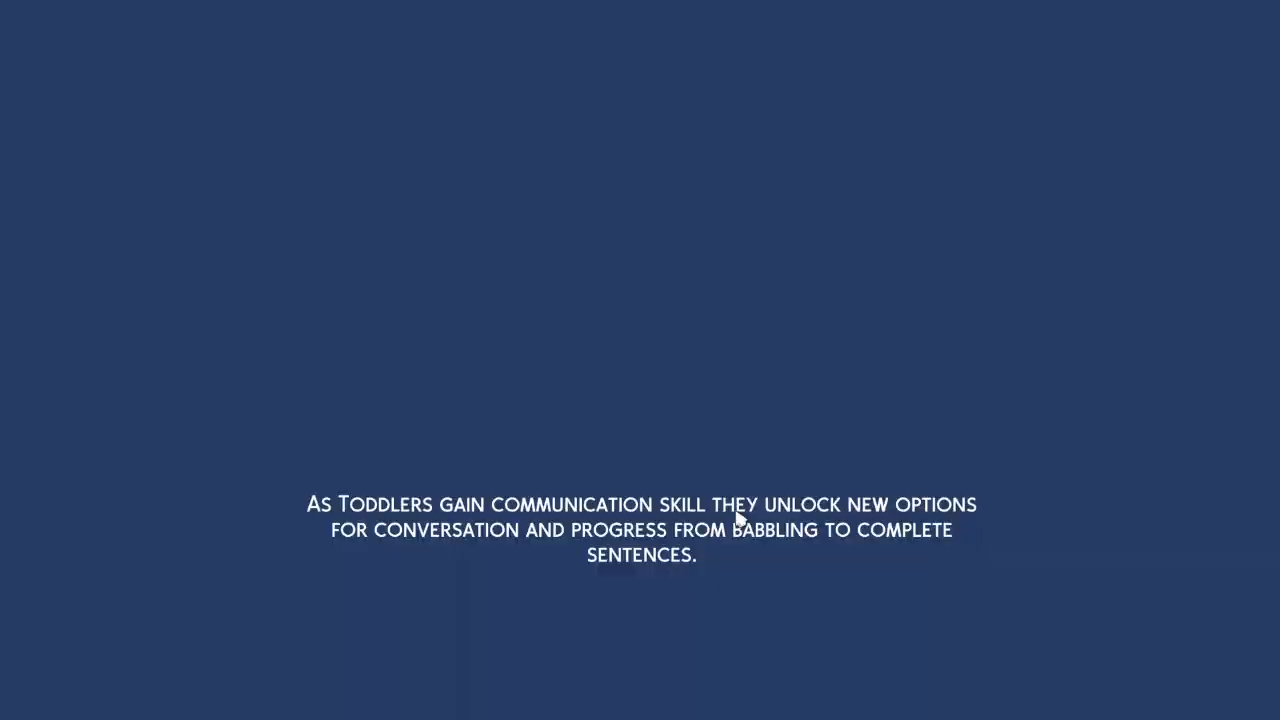 As Toddlers gain communication skill they unlock new options
for conversation and progress from babbling to complete
sentences.